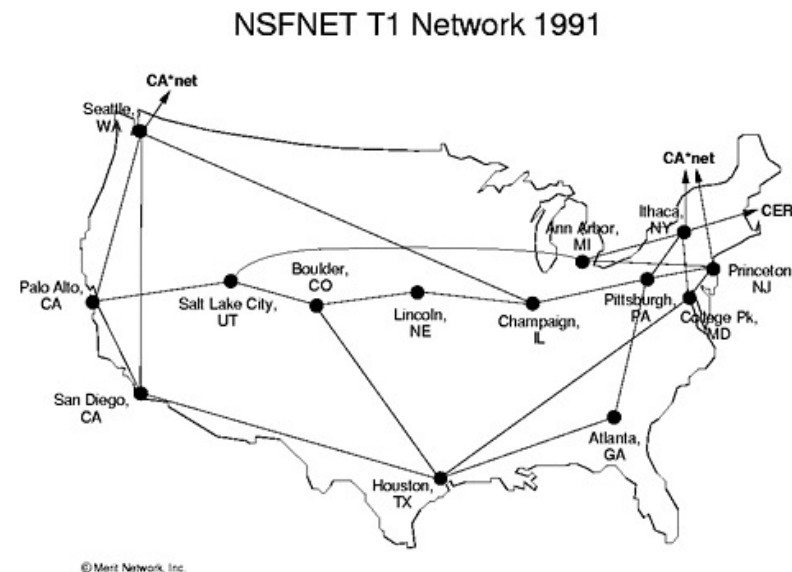 NSFNET T1 Network 1991
CA*net
Seattle,
WA
CA*net
Ithaca,
NY
CER
Ann Arbor,
MI
Palo Alto,
CA
Salt Lake City,
UT
Boulder,
CO
Lincoln,
NE
Champaign,
IL
Pittsburgh,
PA
Princeton
NJ
College Pk,
MD
San Diego,
CA
Houston,
TX
Atlanta,
GA
© Merit Network, Inc.